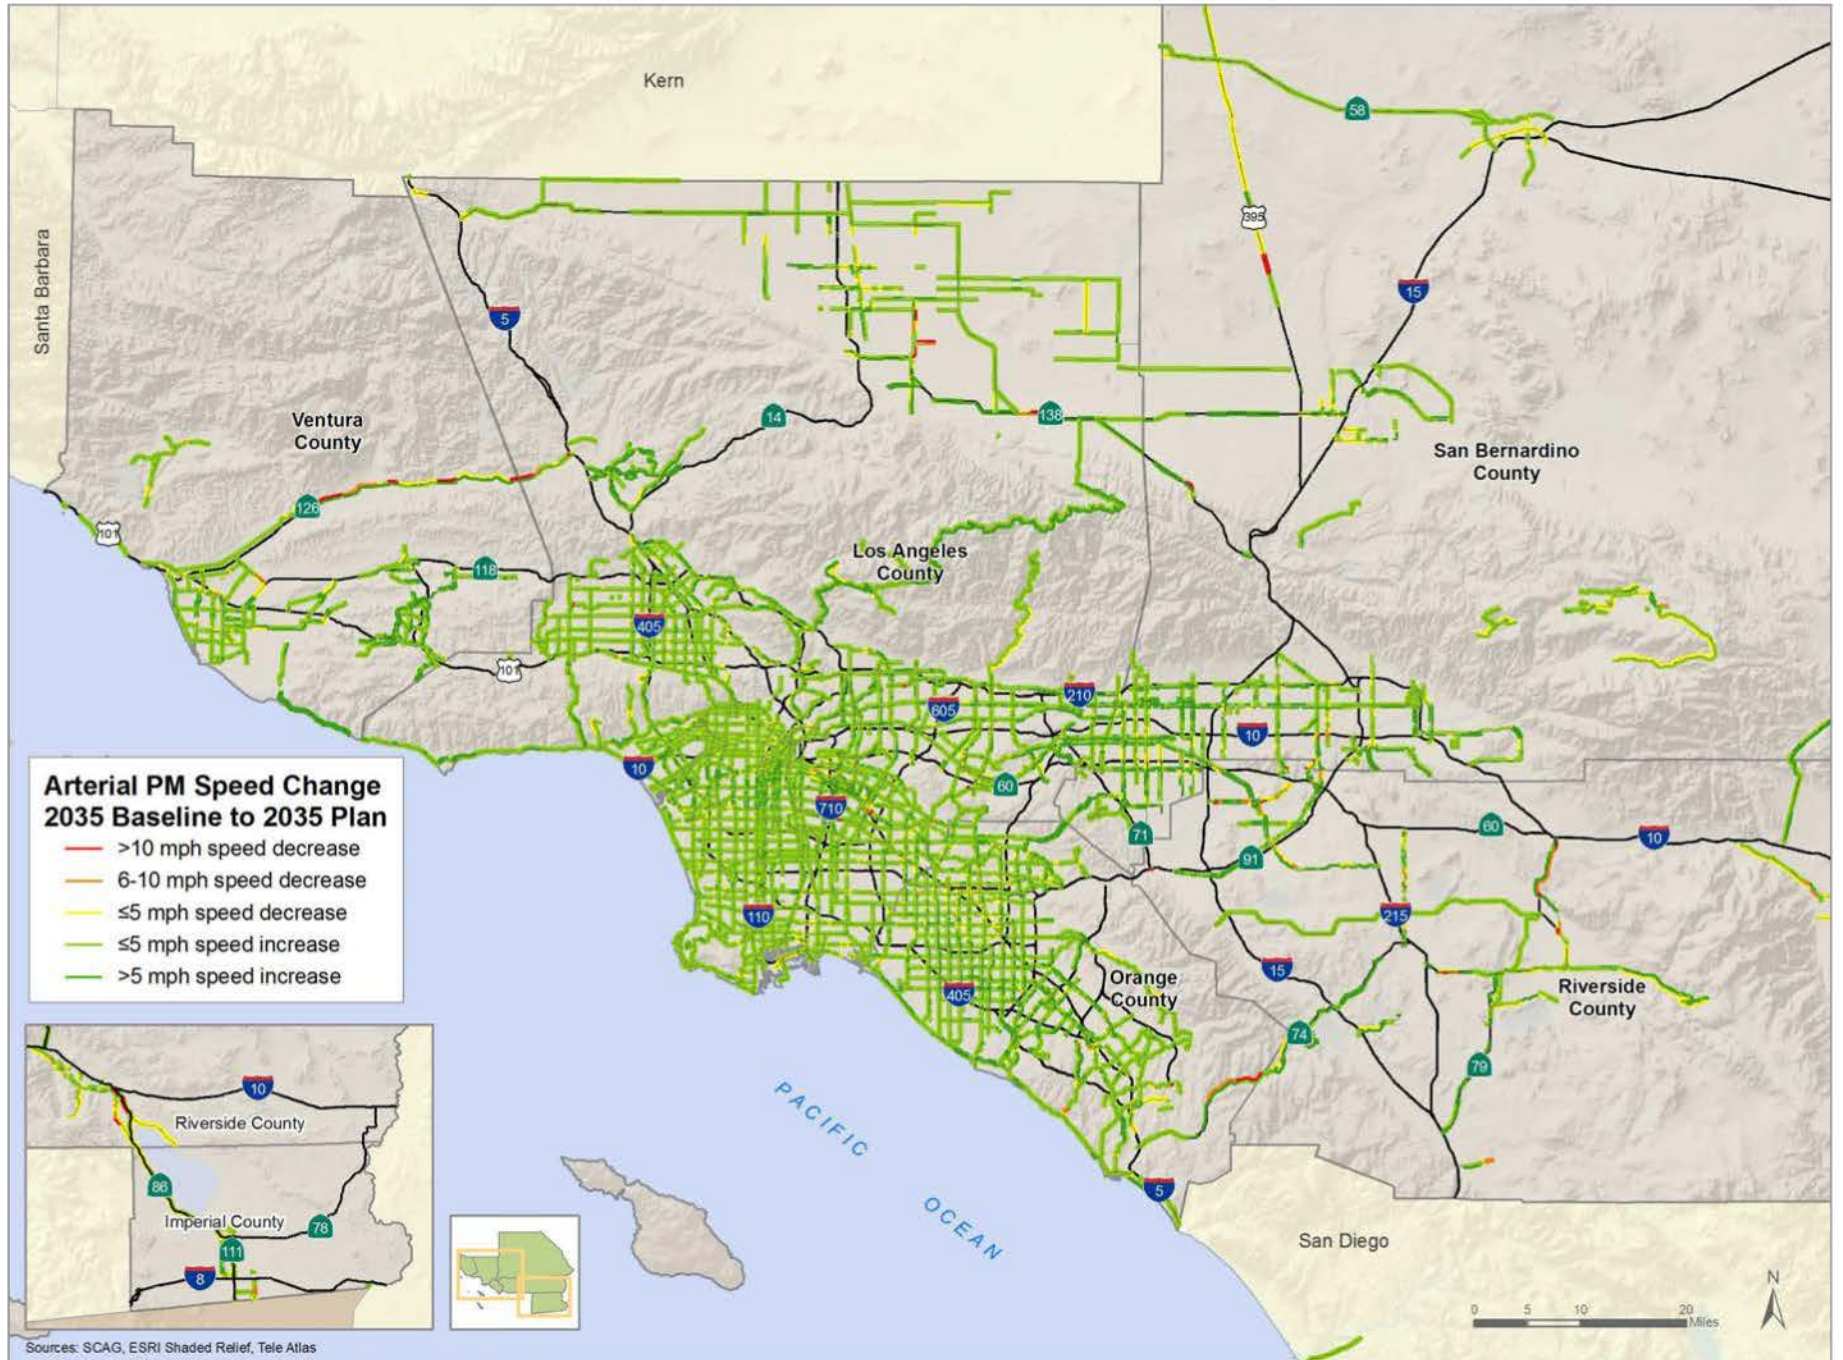 Kern
58
Santa Barbara
395
15
5
Ventura
County
14
138
San Bernardino
County
126
101
Los Angeles
County
118
405
101
210
605
10
10
60
710
71
60
10
91
110
215
Orange
County
15
405
Riverside
County
74
79
5
PACIFIC
OCEAN
San Diego
Arterial PM Speed Change
2035 Baseline to 2035 Plan
>10 mph speed decrease
6-10 mph speed decrease
≤5 mph speed decrease
≤5 mph speed increase
>5 mph speed increase
10
Riverside County
86
Imperial County
78
111
8
N
0 5 10 20
Miles
Sources: SCAG, ESRI Shaded Relief, Tele Atlas